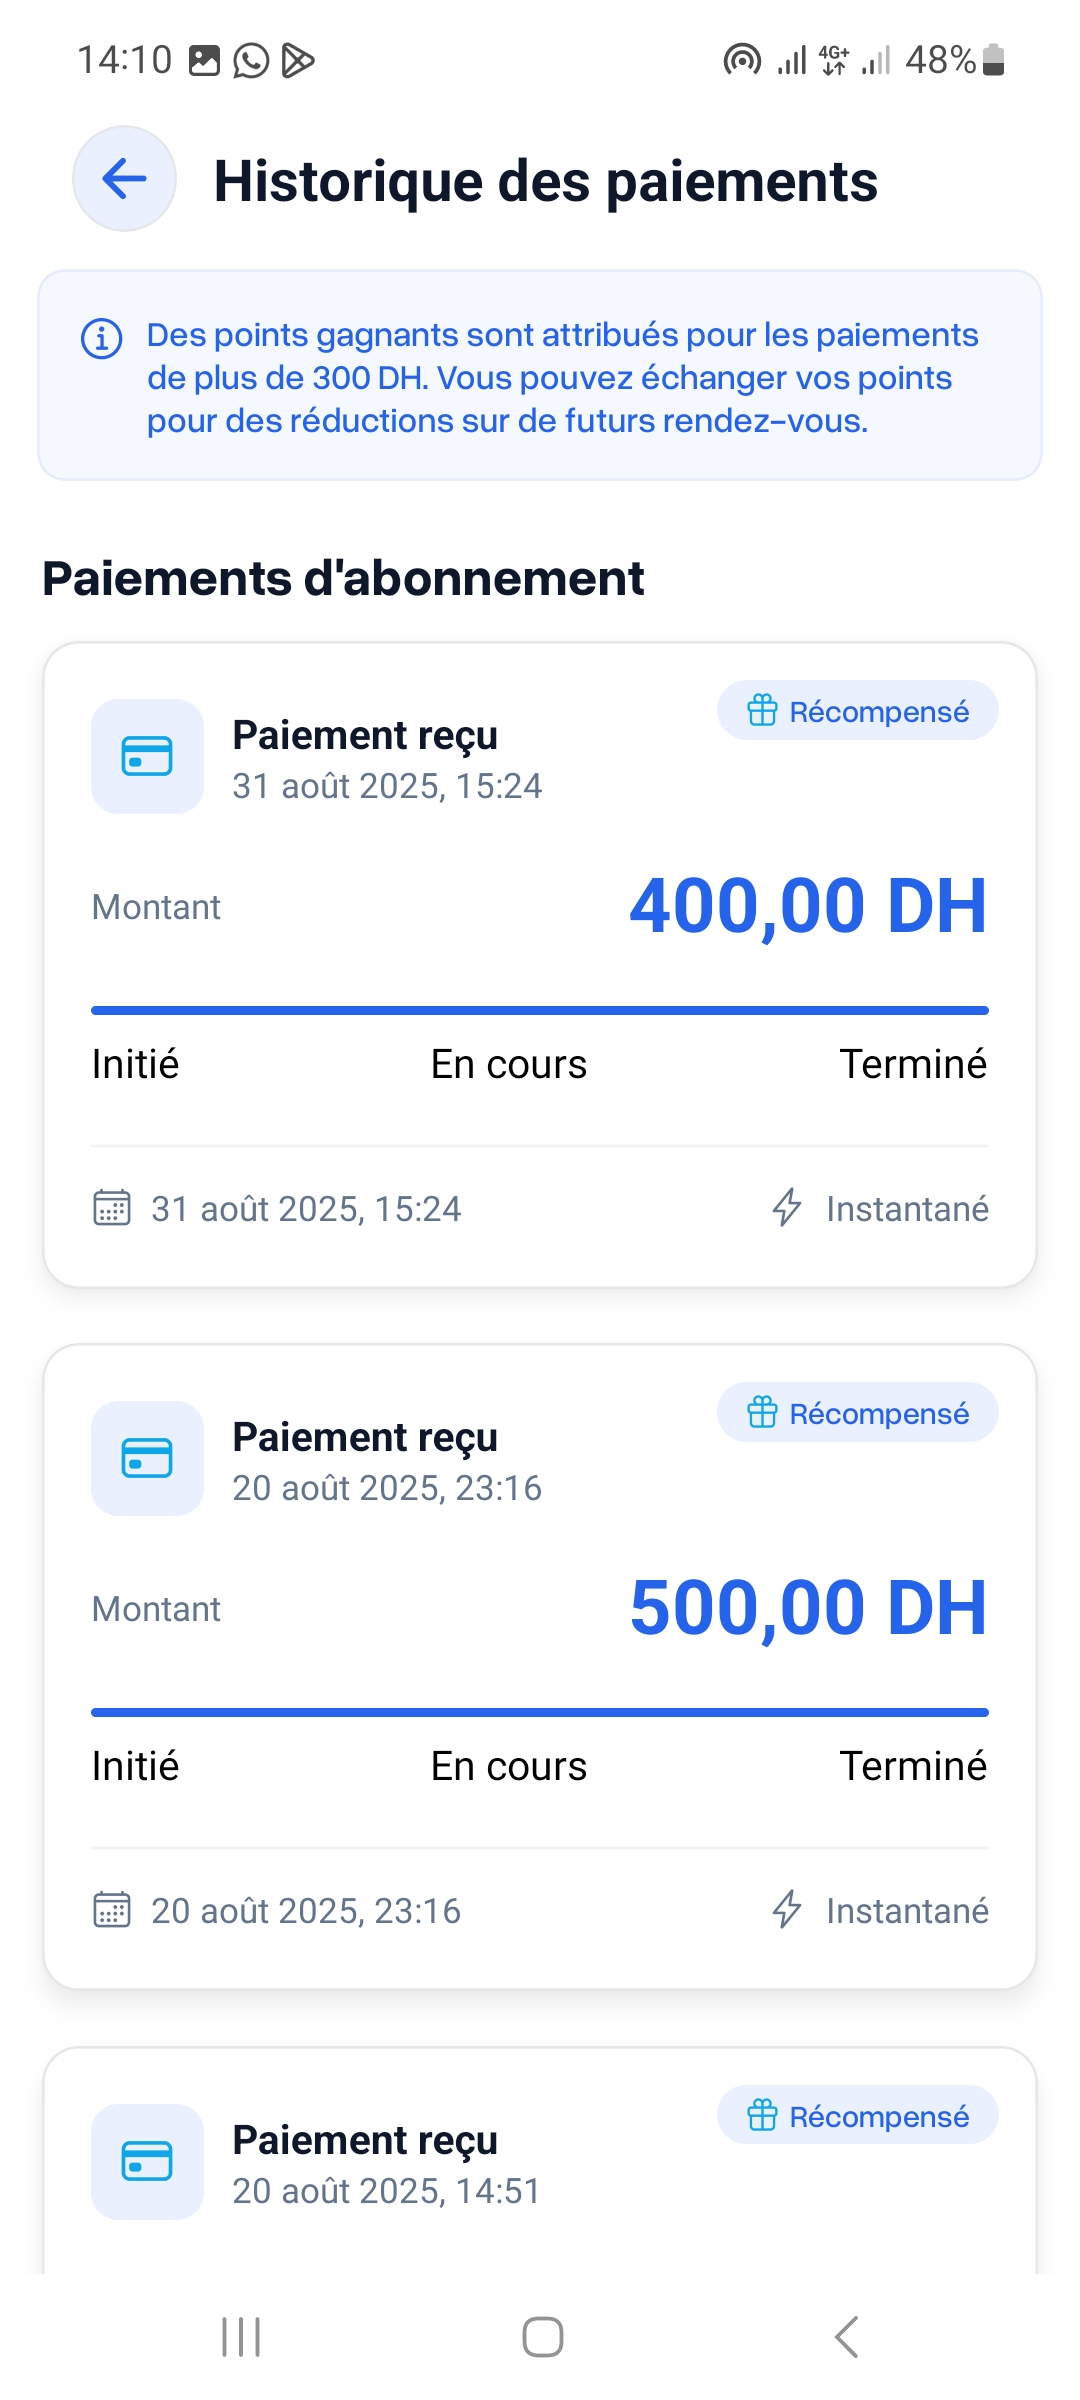 14:10
4G+
48%
Historique des paiements
Des points gagnants sont attribués pour les paiements
de plus de 300 DH. Vous pouvez échanger vos points
pour des réductions sur de futurs rendez-vous.
Paiements d'abonnement
Récompensé
Paiement reçu
31 août 2025, 15:24
Montant
400,00 DH
Initié
En cours
Terminé
31 août 2025, 15:24
Instantané
Récompensé
Paiement reçu
20 août 2025, 23:16
Montant
500,00 DH
Initié
En cours
Terminé
20 août 2025, 23:16
Instantané
Récompensé
Paiement reçu
20 août 2025, 14:51